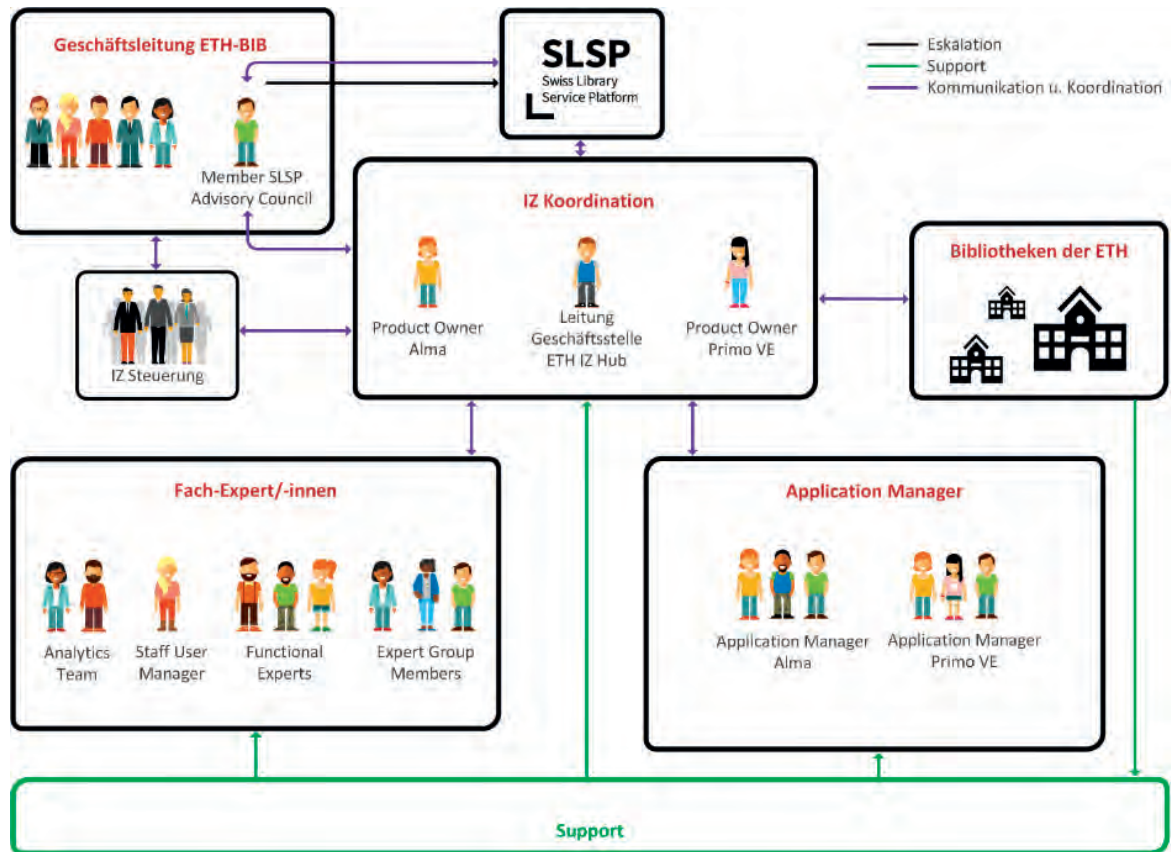 Geschäftsleitung ETH-BIB
Member SLSP
Advisory Council
SLSP
Swiss Library
Service Platform
Eskalation
Support
Kommunikation u. Koordination
IZ Koordination
Product Owner
Alma
Leitung
Geschäftsstelle
ETH IZ Hub
Product Owner
Primo VE
Bibliotheken der ETH
IZ Steuerung
Fach-Expert/-innen
Analytics
Team
Staff User
Manager
Functional
Experts
Expert Group
Members
Application Manager
Application Manager
Alma
Application Manager
Primo VE
Support